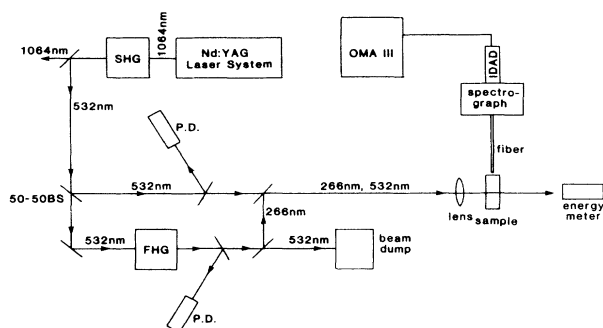 1064nm
SHG
1064nm
Nd:YAG
Laser System
OMA III
IDAD
spectro-
graph
fiber
532nm
P.D.
50-50BS
532nm
266nm, 532nm
lens
sample
energy
meter
266nm
532nm
FHG
532nm
beam
dump
P.D.